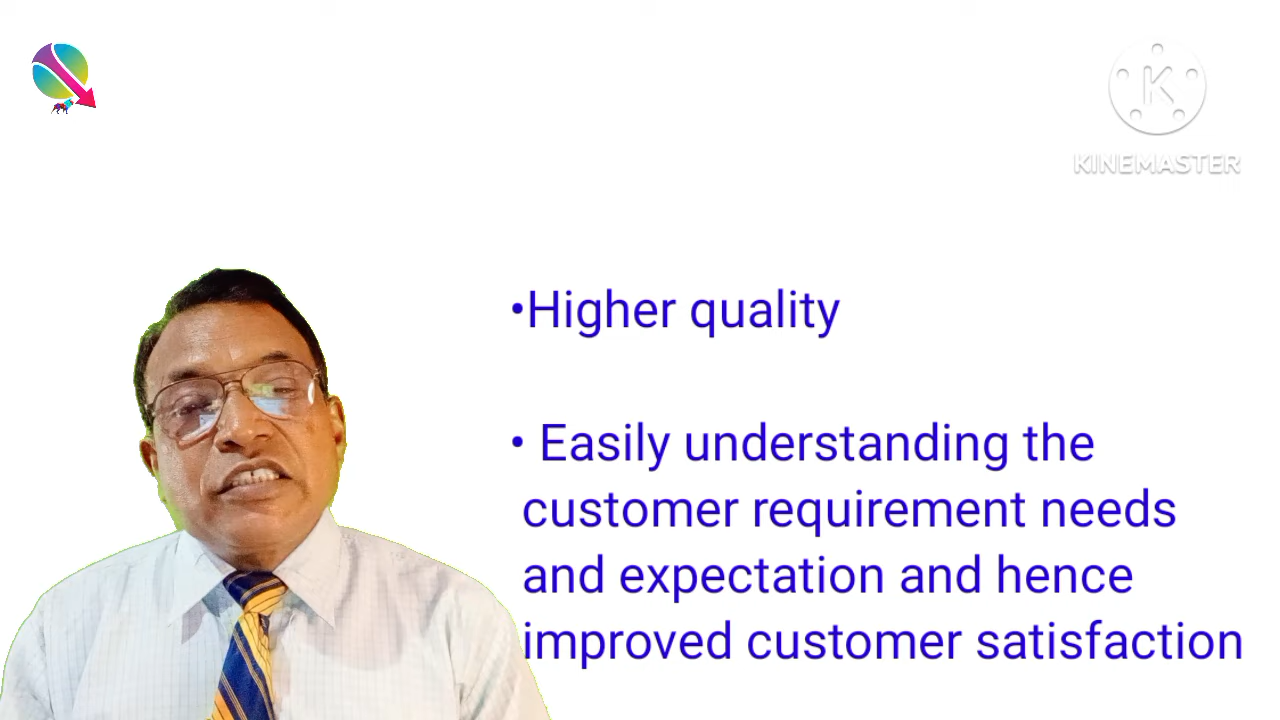 KINEMASTER
•Higher quality
• Easily understanding the
customer requirement needs
and expectation and hence
improved customer satisfaction